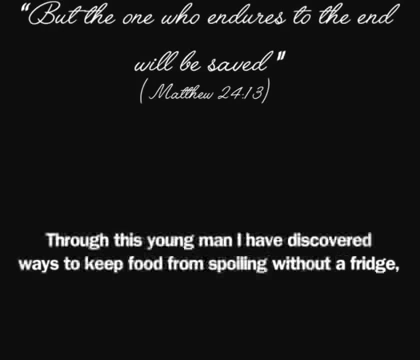 "But the one who endures to the end
will be saved"
(Matthew 24:13)
Through this young man I have discovered
ways to keep food from spoiling without a fridge,